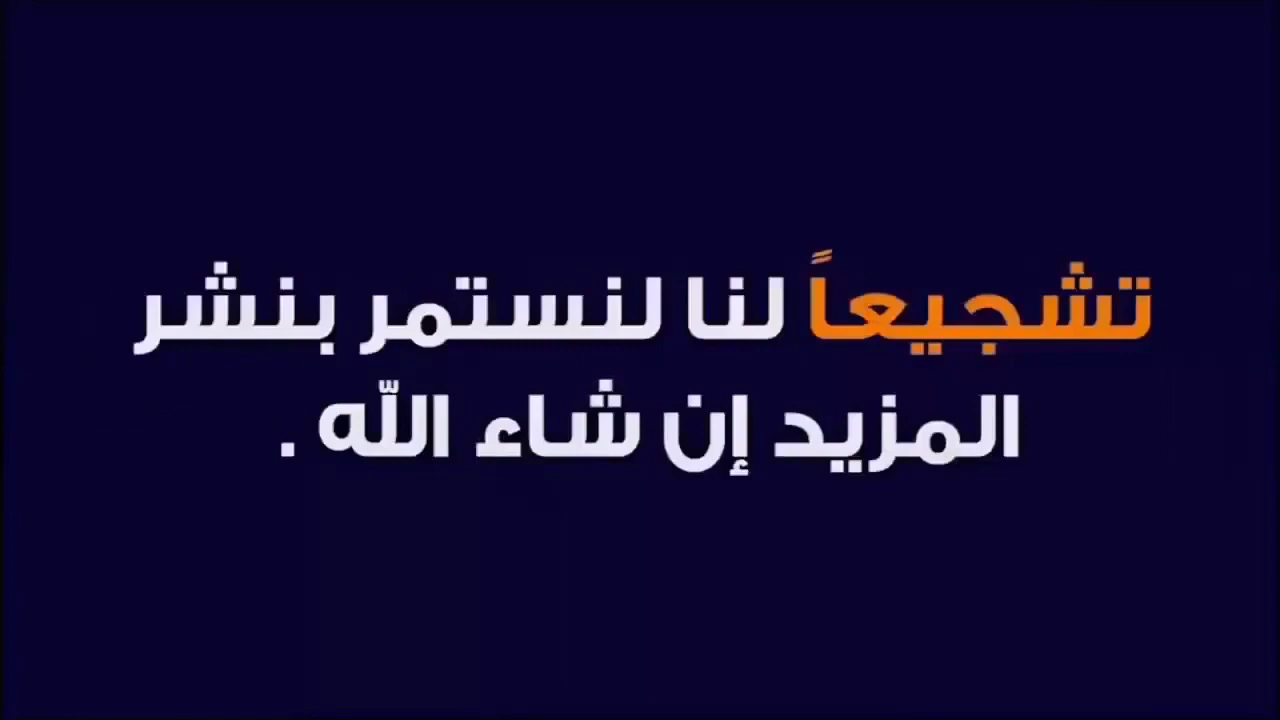 تشجيعاً لنا لنستمر بنشر
المزيد إن شاء اللّه .